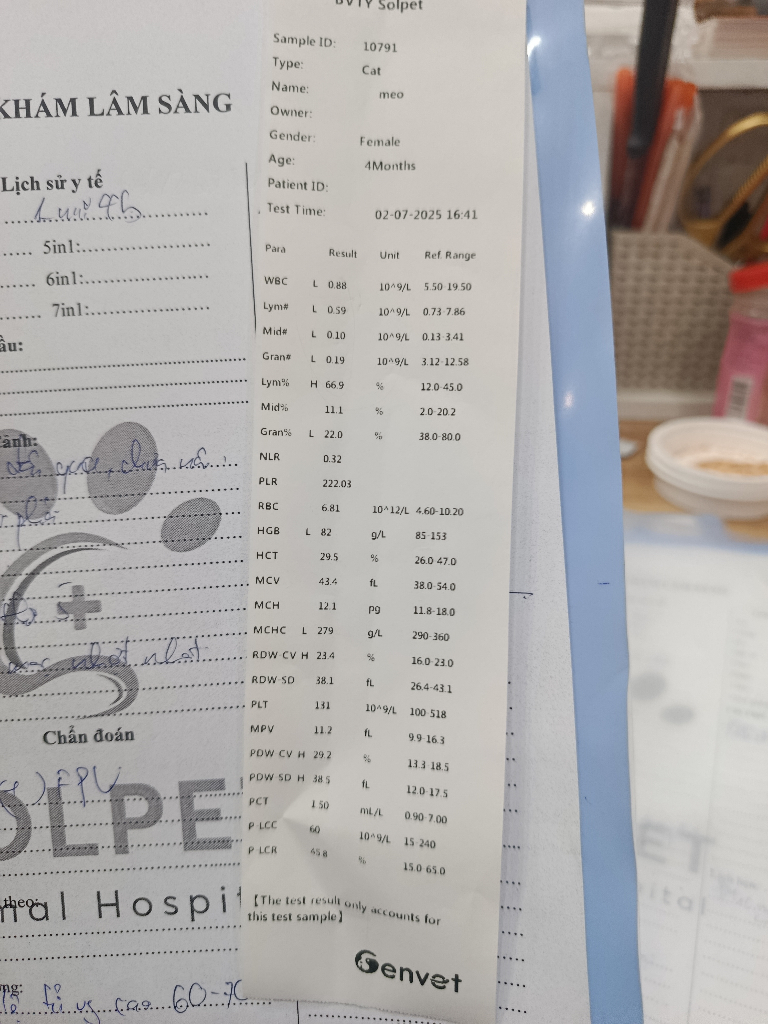 BVTY Solpet
KHÁM LÂM SÀNG
Lịch sử y tế
5in1:
6in1:
7in1:
Chẩn đoán
FPV
OLPE
nal Hospit
theo:
cao 60-70
Sample ID: 10791
Type: Cat
Name: meo
Owner:
Gender: Female
Age: 4Months
Patient ID:
Test Time: 02-07-2025 16:41
Para Result Unit Ref. Range
WBC L 0.88 10^9/L 5.50-19.50
Lym# L 0.59 10^9/L 0.73-7.86
Mid# L 0.10 10^9/L 0.13-3.41
Gran# L 0.19 10^9/L 3.12-12.58
Lym% H 66.9 % 12.0-45.0
Mid% 11.1 % 2.0-20.2
Gran% L 22.0 % 38.0-80.0
NLR 0.32
PLR 222.03
RBC 6.81 10^12/L 4.60-10.20
HGB L 82 g/L 85-153
HCT 29.5 % 26.0-47.0
MCV 43.4 fL 38.0-54.0
MCH 12.1 pg 11.8-18.0
MCHC L 279 g/L 290-360
RDW-CV H 23.4 % 16.0-23.0
RDW-SD 38.1 fL 26.4-43.1
PLT 131 10^9/L 100-518
MPV 11.2 fL 9.9-16.3
PDW-CV H 29.2 % 13.3-18.5
PDW-SD H 38.5 fL 12.0-17.5
PCT 1.50 mL/L 0.90-7.00
P-LCC 60 10^9/L 15-240
P-LCR 45.8 % 15.0-65.0
【The test result only accounts for
this test sample】
Genvet